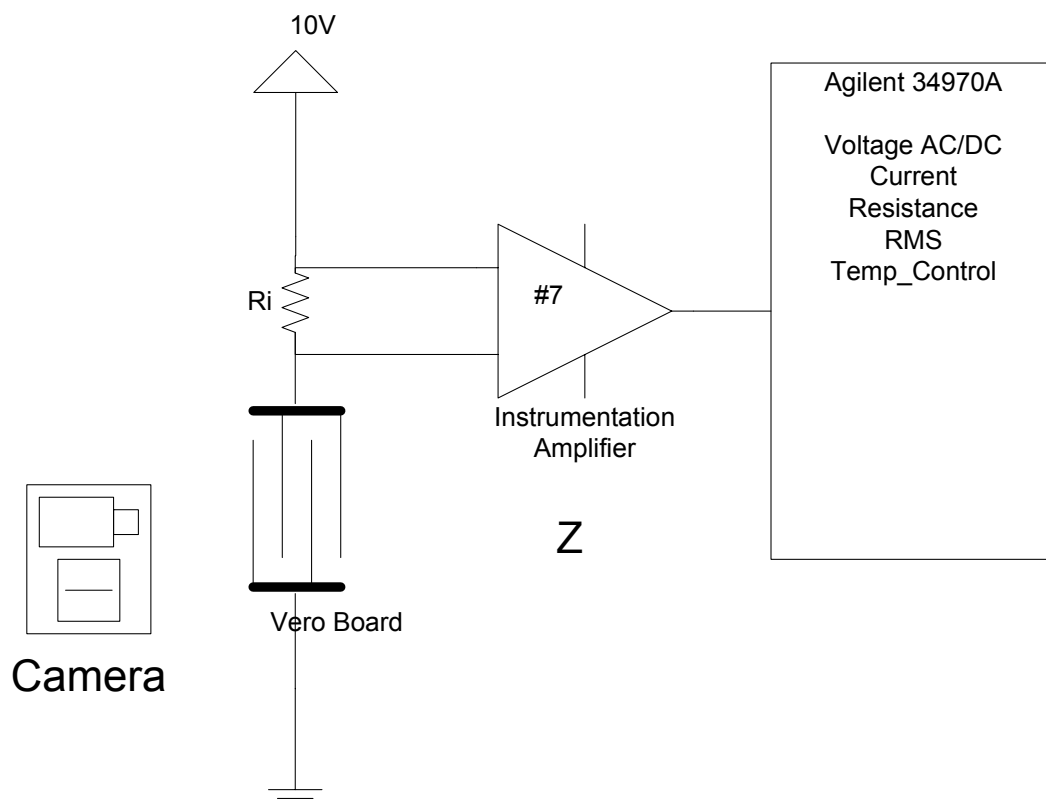 10V
Agilent 34970A
Voltage AC/DC
Current
Resistance
RMS
Temp_Control
Ri
#7
Instrumentation
Amplifier
Z
Vero Board
Camera